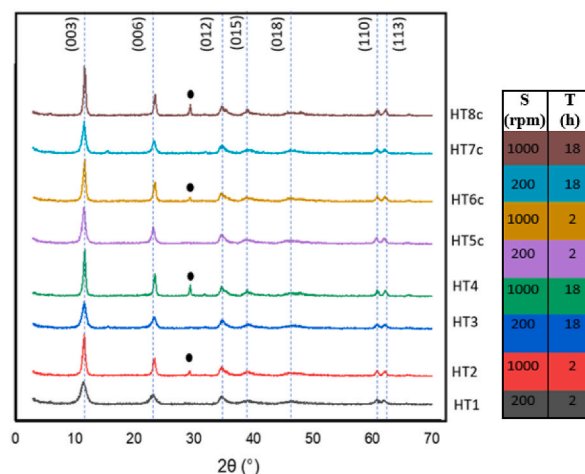 (003)
(006)
(012)
(015)
(018)
(110)
(113)
HT8c
HT7c
HT6c
HT5c
HT4
HT3
HT2
HT1
0 10 20 30 40 50 60 70
2θ (°)
S T
(rpm) (h)
1000 18
200 18
1000 2
200 2
1000 18
200 18
1000 2
200 2